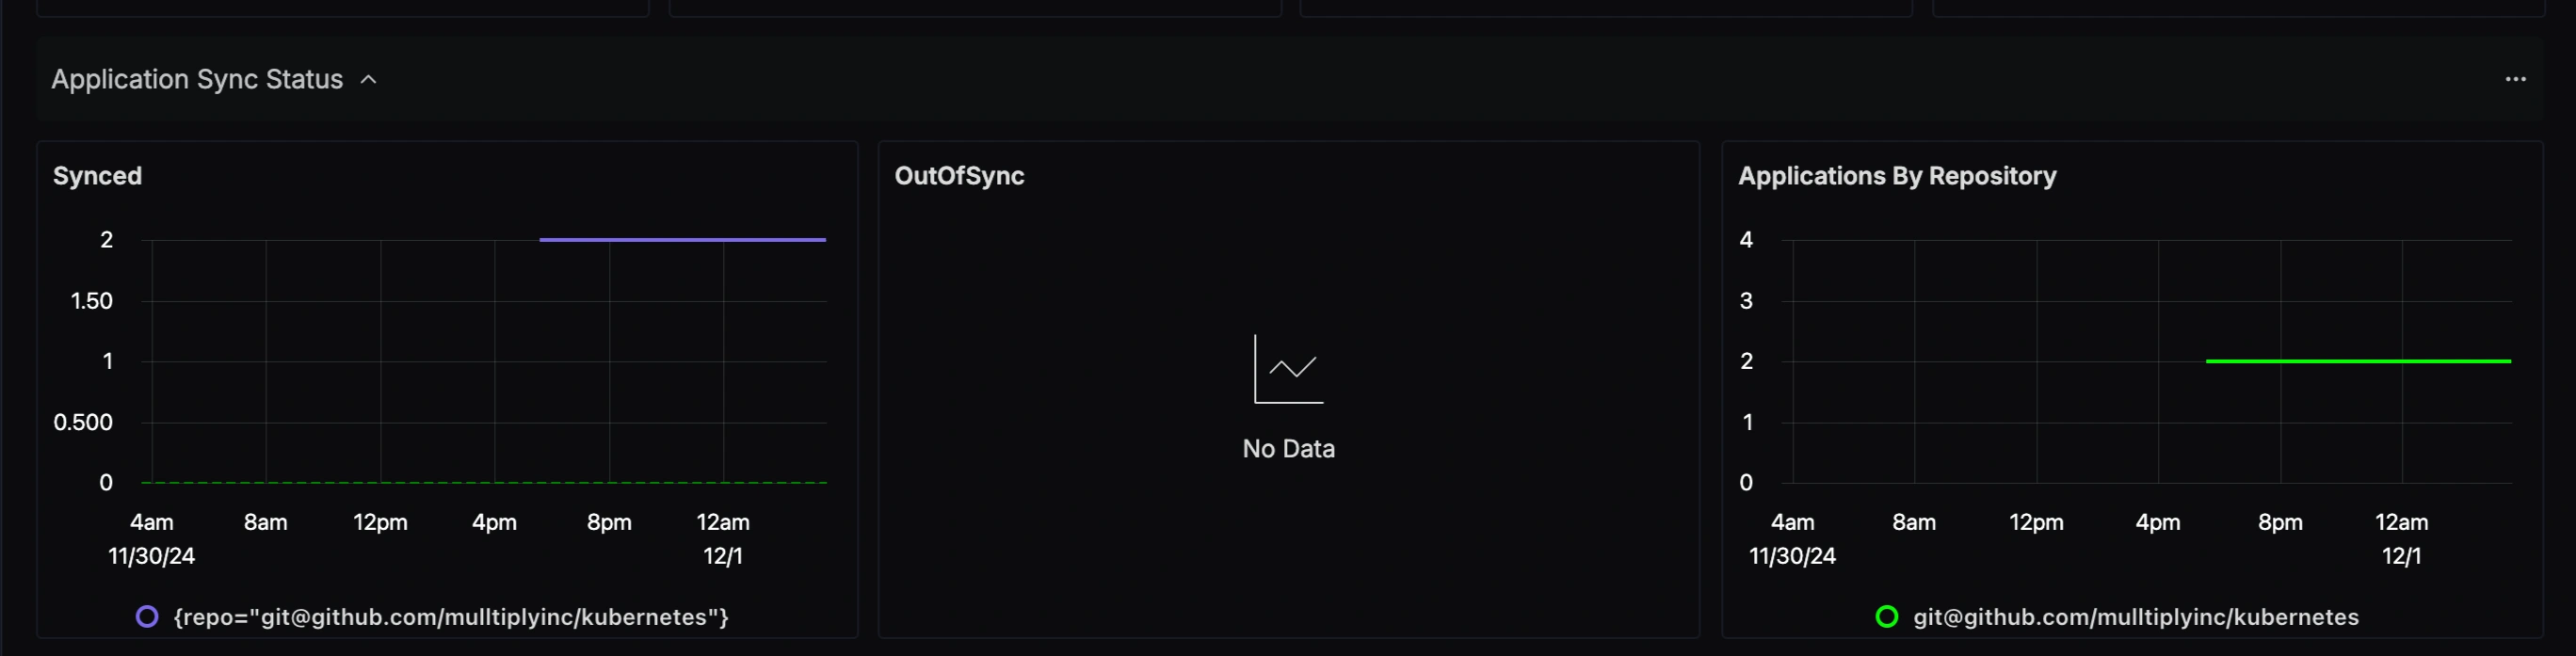 Application Sync Status
Synced
2
1.50
1
0.500
0
4am 8am 12pm 4pm 8pm 12am
11/30/24 12/1
{repo="git@github.com/mulltiplyinc/kubernetes"}
OutOfSync
No Data
Applications By Repository
4
3
2
1
0
4am 8am 12pm 4pm 8pm 12am
11/30/24 12/1
git@github.com/mulltiplyinc/kubernetes